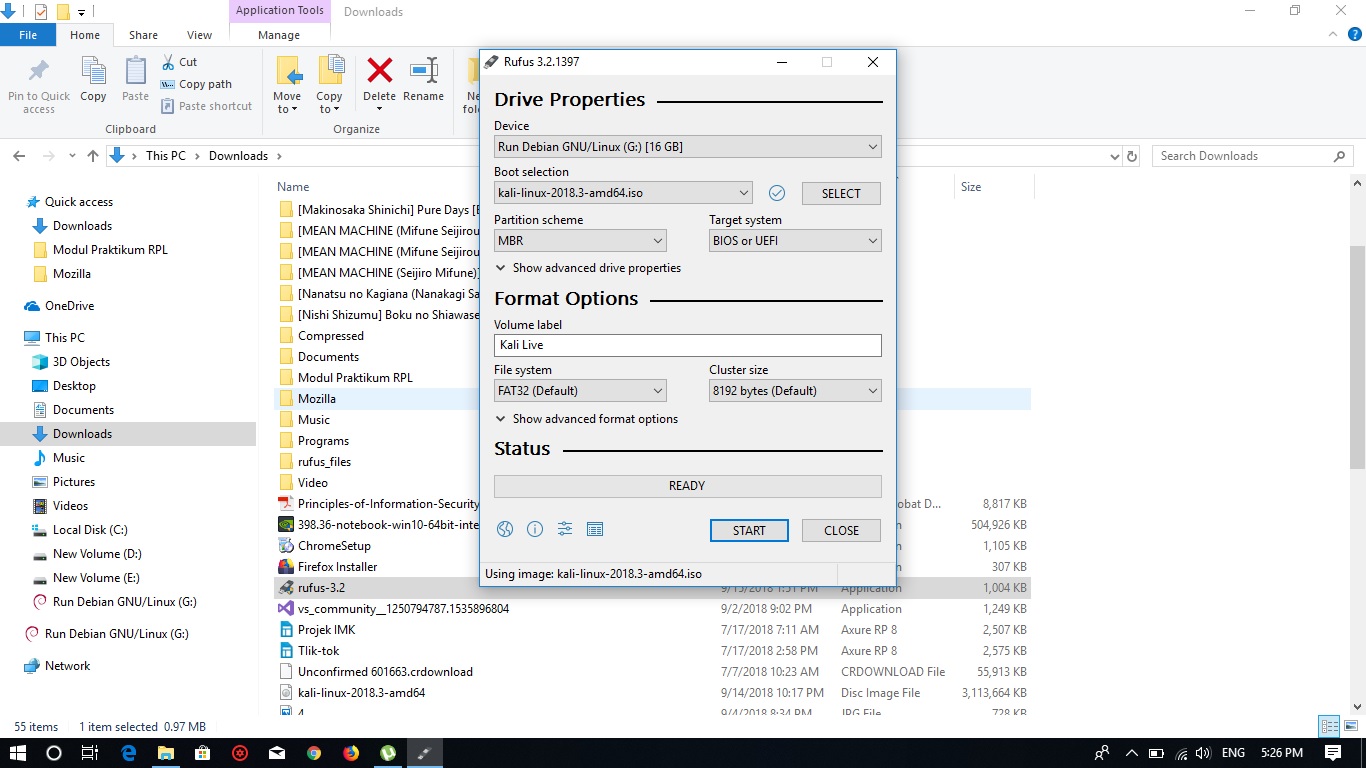 Application Tools
Downloads
File
Home
Share
View
Manage
Pin to Quick access
Copy
Paste
Cut
Copy path
Paste shortcut
Move to
Copy to
Delete
Rename
Clipboard
Organize
This PC
Downloads
Search Downloads
Quick access
Downloads
Modul Praktikum RPL
Mozilla
OneDrive
This PC
3D Objects
Desktop
Documents
Downloads
Music
Pictures
Videos
Local Disk (C:)
New Volume (D:)
New Volume (E:)
Run Debian GNU/Linux (G:)
Run Debian GNU/Linux (G:)
Network
Name
Size
[Makinosaka Shinichi] Pure Days [
[MEAN MACHINE (Mifune Seijirou
[MEAN MACHINE (Mifune Seijirou
[MEAN MACHINE (Seijiro Mifune)]
[Nanatsu no Kagiana (Nanakagi Sa
[Nishi Shizumu] Boku no Shiawase
Compressed
Documents
Modul Praktikum RPL
Mozilla
Music
Programs
rufus_files
Video
Principles-of-Information-Security
obat D...
8,817 KB
398.36-notebook-win10-64bit-inte
n
504,926 KB
ChromeSetup
n
1,105 KB
Firefox Installer
n
307 KB
rufus-3.2
9/15/2018 1:51 PM
Application
1,004 KB
vs_community__1250794787.1535896804
9/2/2018 9:02 PM
Application
1,249 KB
Projek IMK
7/17/2018 7:11 AM
Axure RP 8
2,507 KB
Tlik-tok
7/17/2018 2:58 PM
Axure RP 8
2,575 KB
Unconfirmed 601663.crdownload
7/7/2018 10:23 AM
CRDOWNLOAD File
55,913 KB
kali-linux-2018.3-amd64
9/14/2018 10:17 PM
Disc Image File
3,113,664 KB
4
9/4/2018 8:34 PM
JPG File
728 KB
Rufus 3.2.1397
Drive Properties
Device
Run Debian GNU/Linux (G:) [16 GB]
Boot selection
kali-linux-2018.3-amd64.iso
SELECT
Partition scheme
Target system
MBR
BIOS or UEFI
Show advanced drive properties
Format Options
Volume label
Kali Live
File system
Cluster size
FAT32 (Default)
8192 bytes (Default)
Show advanced format options
Status
READY
START
CLOSE
Using image: kali-linux-2018.3-amd64.iso
55 items
1 item selected 0.97 MB
ENG
5:26 PM